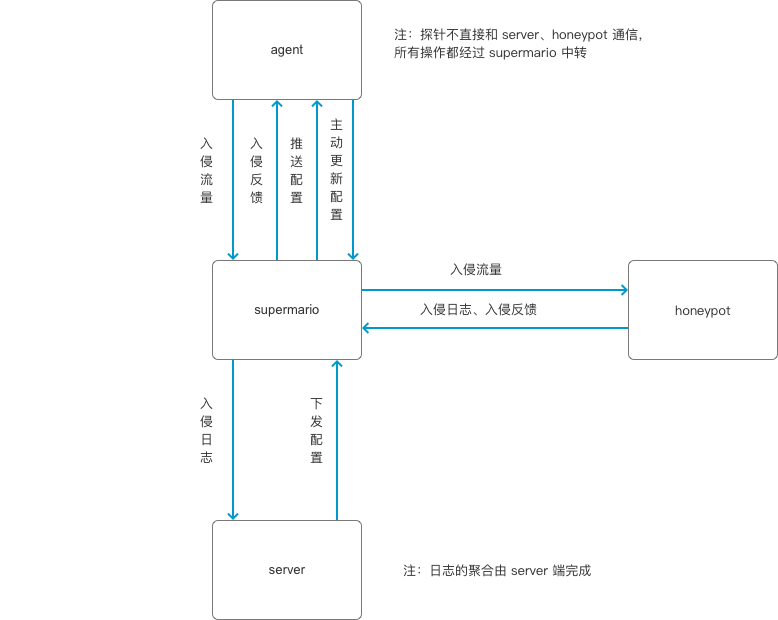 agent
注：探针不直接和 server、honeypot 通信，
所有操作都经过 supermario 中转
入侵流量
入侵反馈
推送配置
主动更新配置
入侵流量
supermario
入侵日志、入侵反馈
honeypot
入侵日志
下发配置
server
注：日志的聚合由 server 端完成